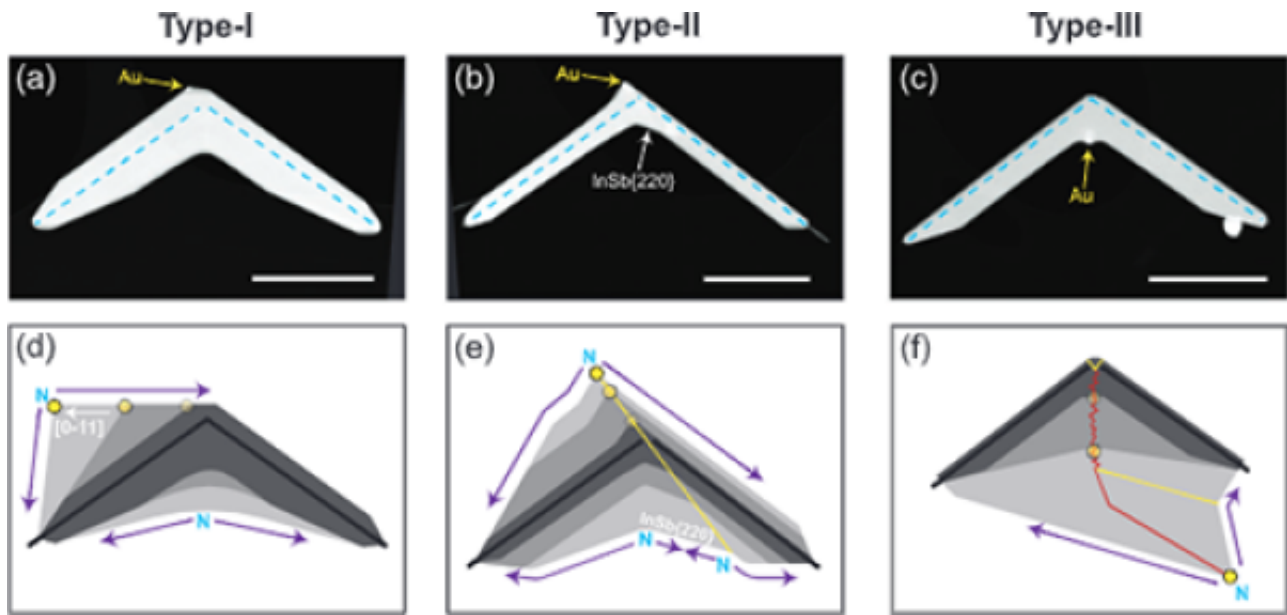 Type-I
Type-II
Type-III
(a)
Au
(b)
Au
InSb{220}
(c)
Au
(d)
N
[0-11]
N
(e)
N
InSb{220}
N
N
(f)
N